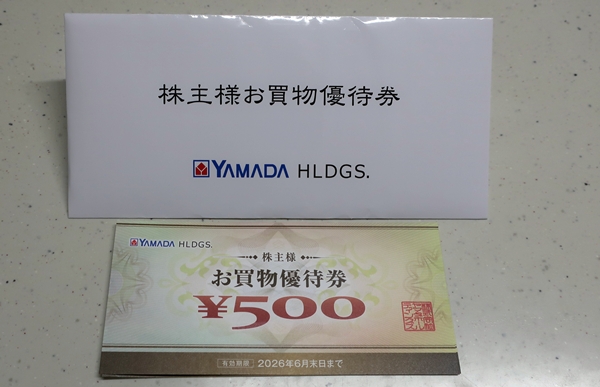 株主様お買物優待券
YAMADA HLDGS.
YAMADA HLDGS.
株主様
お買物優待券
¥500
有効期限 2026年6月末日まで